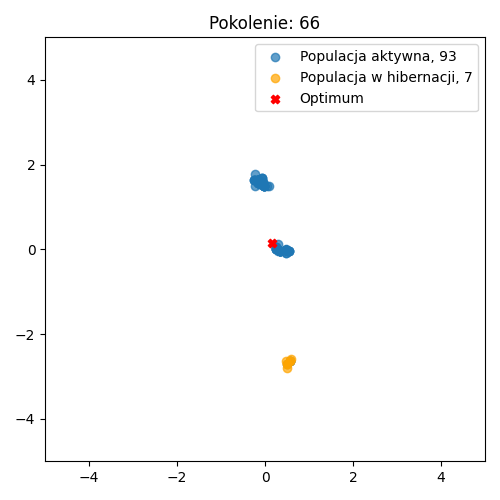 Pokolenie: 66
Populacja aktywna, 93
Populacja w hibernacji, 7
Optimum
4
2
0
−2
−4
−4 −2 0 2 4